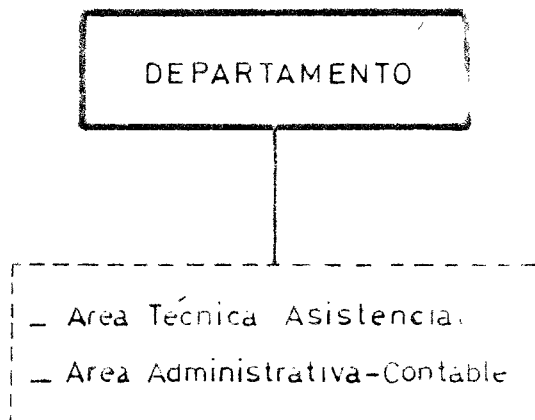 DEPARTAMENTO
_ Area Técnica Asistencial
_ Area Administrativa-Contable